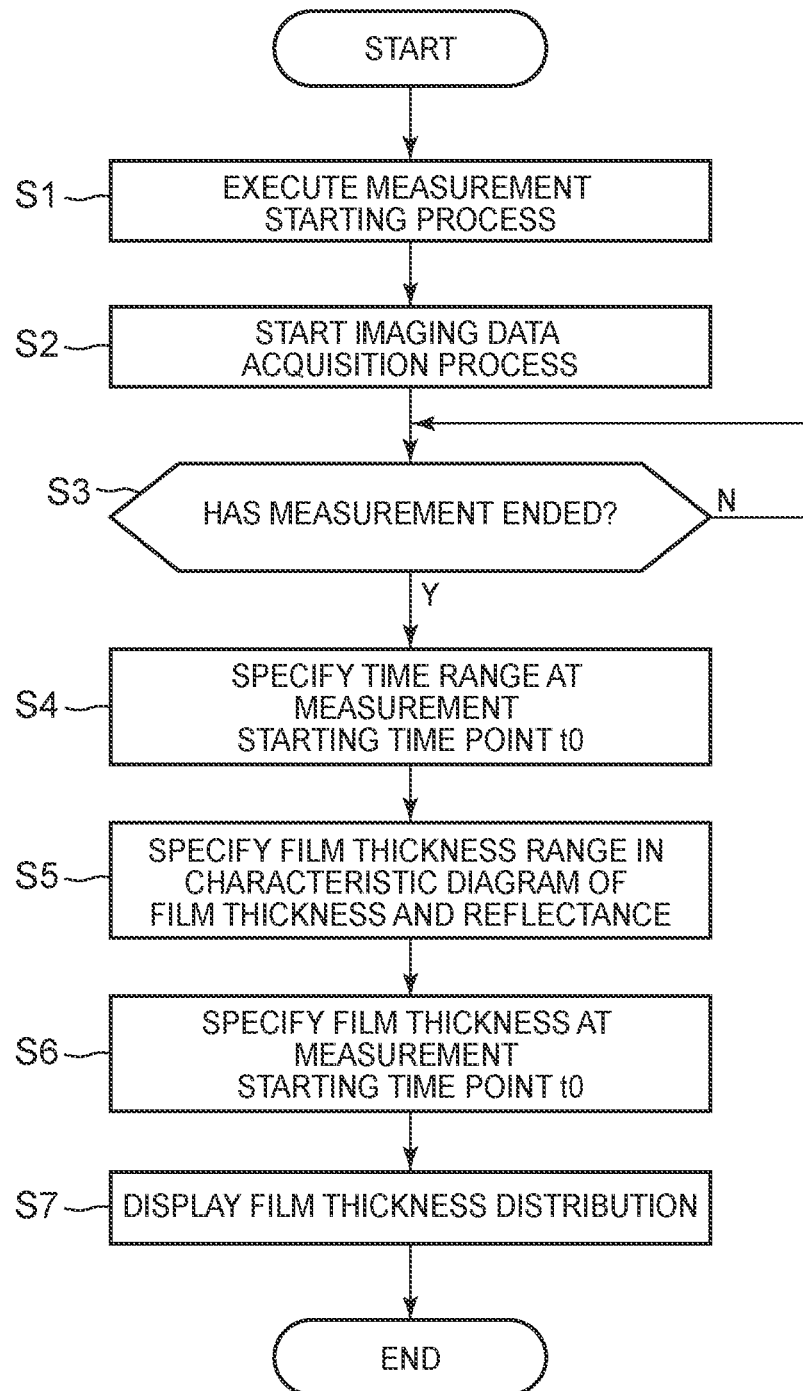 START
S1
EXECUTE MEASUREMENT
STARTING PROCESS
S2
START IMAGING DATA
ACQUISITION PROCESS
S3
HAS MEASUREMENT ENDED?
N
Y
S4
SPECIFY TIME RANGE AT
MEASUREMENT
STARTING TIME POINT t0
S5
SPECIFY FILM THICKNESS RANGE IN
CHARACTERISTIC DIAGRAM OF
FILM THICKNESS AND REFLECTANCE
S6
SPECIFY FILM THICKNESS AT
MEASUREMENT
STARTING TIME POINT t0
S7
DISPLAY FILM THICKNESS DISTRIBUTION
END